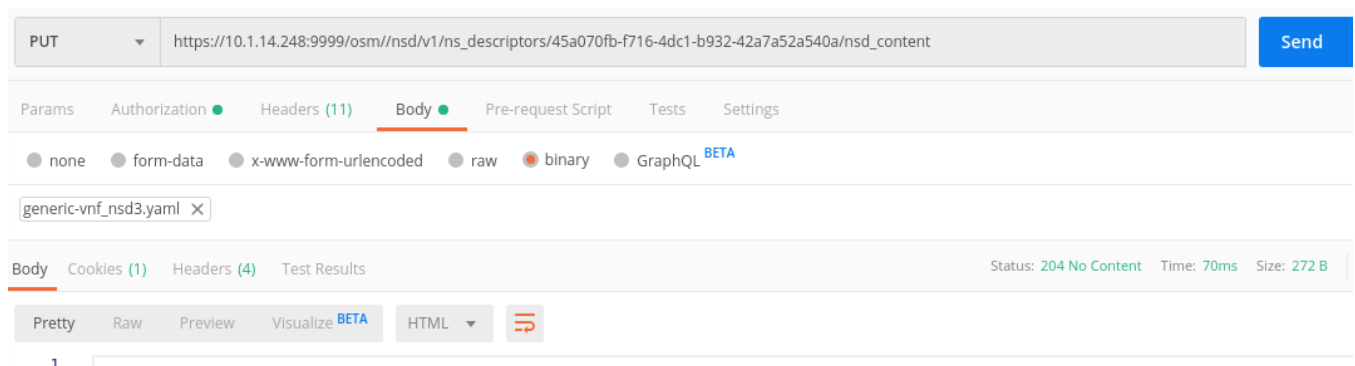 PUT https://10.1.14.248:9999/osm//nsd/v1/ns_descriptors/45a070fb-f716-4dc1-b932-42a7a52a540a/nsd_content Send
Params Authorization Headers (11) Body Pre-request Script Tests Settings
none form-data x-www-form-urlencoded raw binary GraphQL BETA
generic-vnf_nsd3.yaml
Body Cookies (1) Headers (4) Test Results Status: 204 No Content Time: 70ms Size: 272 B
Pretty Raw Preview Visualize BETA HTML
1